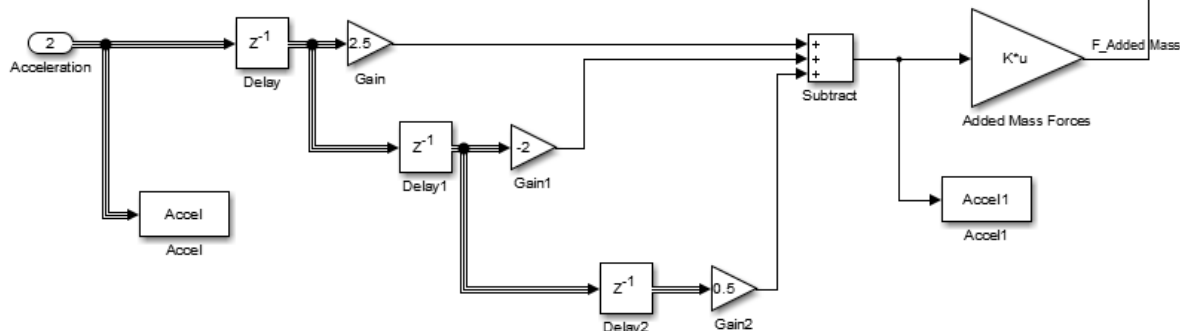 2
Acceleration
z-1
Delay
2.5
Gain
+
+
+
Subtract
K*u
F_Added Mass
Added Mass Forces
z-1
Delay1
-2
Gain1
Accel
Accel
Accel1
Accel1
z-1
Delay2
0.5
Gain2